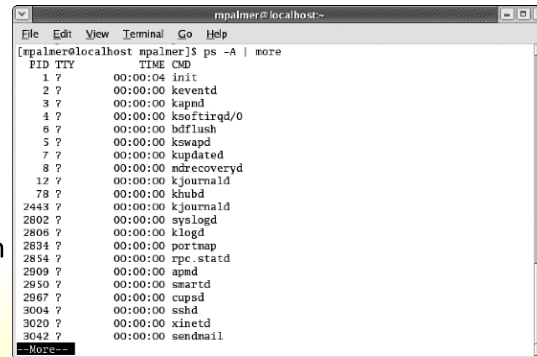 mpalmer@localhost:~
File Edit View Terminal Go Help
[mpalmer@localhost mpalmer]$ ps -A | more
PID TTY TIME CMD
1 ? 00:00:04 init
2 ? 00:00:00 keventd
3 ? 00:00:00 kapmd
4 ? 00:00:00 ksoftirqd/0
6 ? 00:00:00 bdflush
5 ? 00:00:00 kswapd
7 ? 00:00:00 kupdated
8 ? 00:00:00 mdrecoveryd
12 ? 00:00:00 kjournald
78 ? 00:00:00 khubd
2443 ? 00:00:00 kjournald
2802 ? 00:00:00 syslogd
2806 ? 00:00:00 klogd
2834 ? 00:00:00 portmap
2854 ? 00:00:00 rpc.statd
2909 ? 00:00:00 apmd
2950 ? 00:00:00 smartd
2967 ? 00:00:00 cupsd
3004 ? 00:00:00 sshd
3020 ? 00:00:00 xinetd
3042 ? 00:00:00 sendmail
--More--